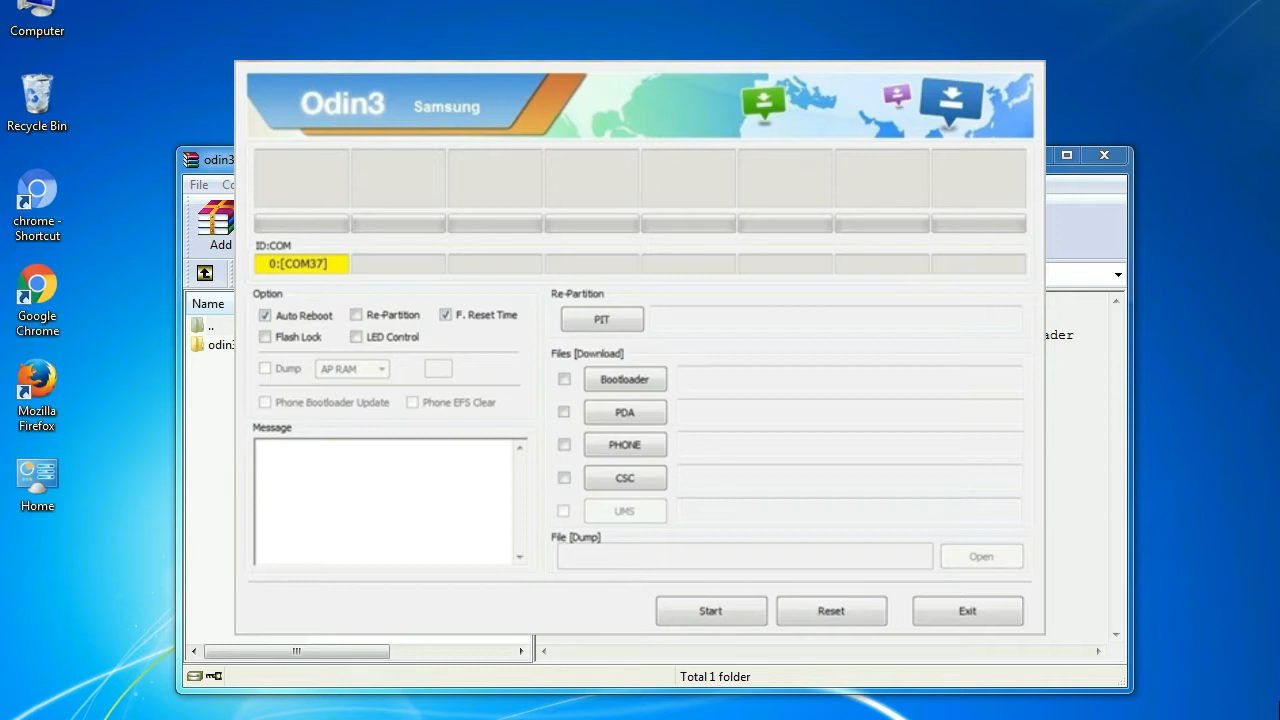 Computer
Recycle Bin
chrome -
Shortcut
Google
Chrome
Mozilla
Firefox
Home
odin3
File Co
Add
Name
..
odin3
ader
Total 1 folder
Odin3 Samsung
ID:COM
0:[COM37]
Option
Auto Reboot Re-Partition F. Reset Time
Flash Lock LED Control
Dump AP RAM
Phone Bootloader Update Phone EFS Clear
Message
Re-Partition
PIT
Files [Download]
Bootloader
PDA
PHONE
CSC
UMS
File [Dump]
Open
Start Reset Exit